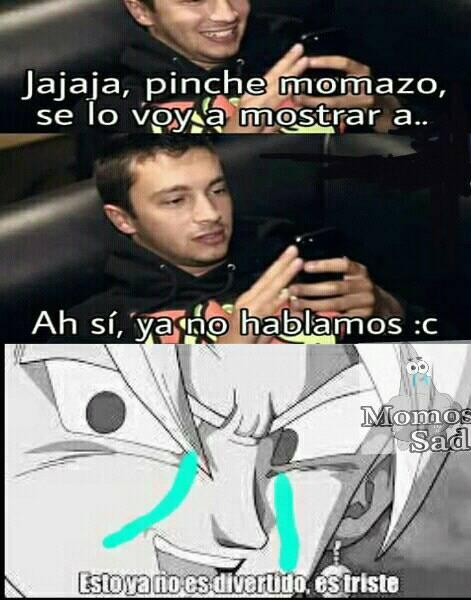 Jajaja, pinche momazo,
se lo voy a mostrar a..
Ah sí, ya no hablamos :c
Momos
Sad
Esto ya no es divertido, es triste